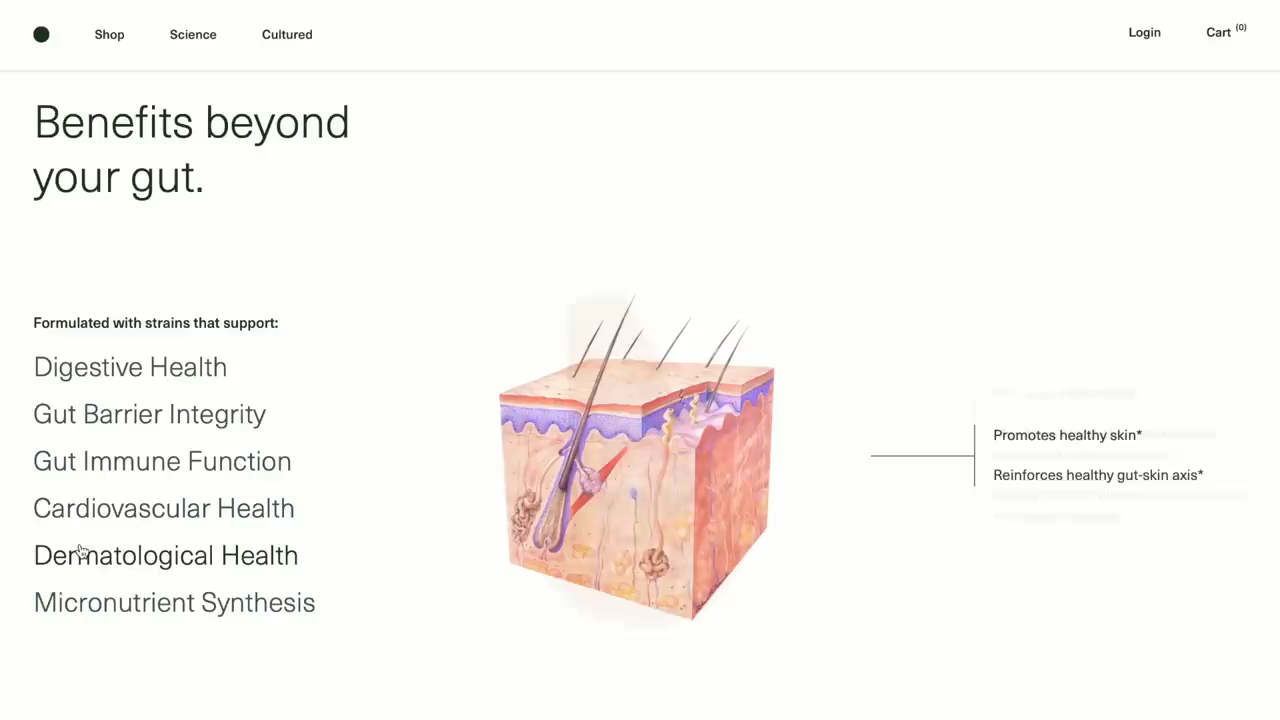 Shop
Science
Cultured
Login
Cart (0)
Benefits beyond
your gut.
Formulated with strains that support:
Digestive Health
Gut Barrier Integrity
Gut Immune Function
Cardiovascular Health
Dermatological Health
Micronutrient Synthesis
Promotes healthy skin*
Reinforces healthy gut-skin axis*